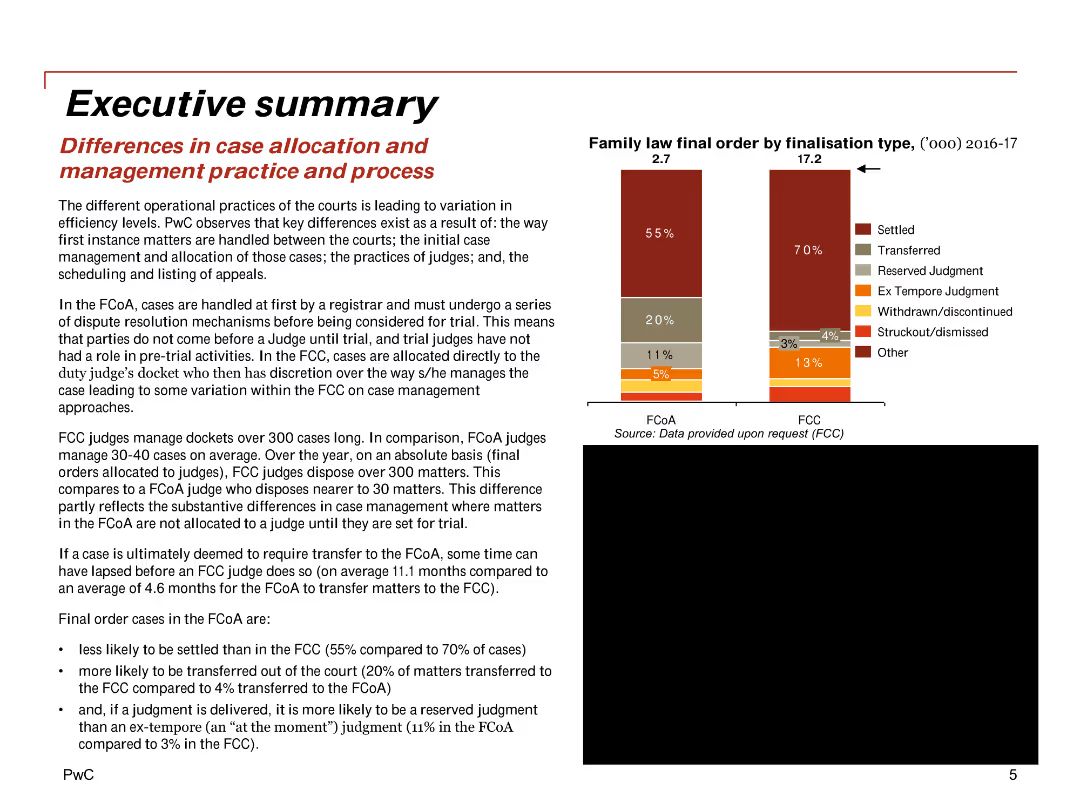 Executive summary
Differences in case allocation and
management practice and process
The different operational practices of the courts is leading to variation in
efficiency levels. PwC observes that key differences exist as a result of: the way
first instance matters are handled between the courts; the initial case
management and allocation of those cases; the practices of judges; and, the
scheduling and listing of appeals.
In the FCoA, cases are handled at first by a registrar and must undergo a series
of dispute resolution mechanisms before being considered for trial. This means
that parties do not come before a Judge until trial, and trial judges have not
had a role in pre-trial activities. In the FCC, cases are allocated directly to the
duty judge's docket who then has discretion over the way s/he manages the
case leading to some variation within the FCC on case management
approaches.
FCC judges manage dockets over 300 cases long. In comparison, FCoA judges
manage 30-40 cases on average. Over the year, on an absolute basis (final
orders allocated to judges), FCC judges dispose over 300 matters. This
compares to a FCoA judge who disposes nearer to 30 matters. This difference
partly reflects the substantive differences in case management where matters
in the FCoA are not allocated to a judge until they are set for trial.
If a case is ultimately deemed to require transfer to the FCoA, some time can
have lapsed before an FCC judge does so (on average 11.1 months compared to
an average of 4.6 months for the FCoA to transfer matters to the FCC).
Final order cases in the FCoA are:
• less likely to be settled than in the FCC (55% compared to 70% of cases)
• more likely to be transferred out of the court (20% of matters transferred to
the FCC compared to 4% transferred to the FCoA)
• and, if a judgment is delivered, it is more likely to be a reserved judgment
than an ex-tempore (an “at the moment”) judgment (11% in the FCoA
compared to 3% in the FCC).
Family law final order by finalisation type, ('000) 2016-17
2.7 17.2
55%
20%
11%
5%
70%
4%
3%
13%
Settled
Transferred
Reserved Judgment
Ex Tempore Judgment
Withdrawn/discontinued
Struckout/dismissed
Other
FCoA FCC
Source: Data provided upon request (FCC)
PwC 5